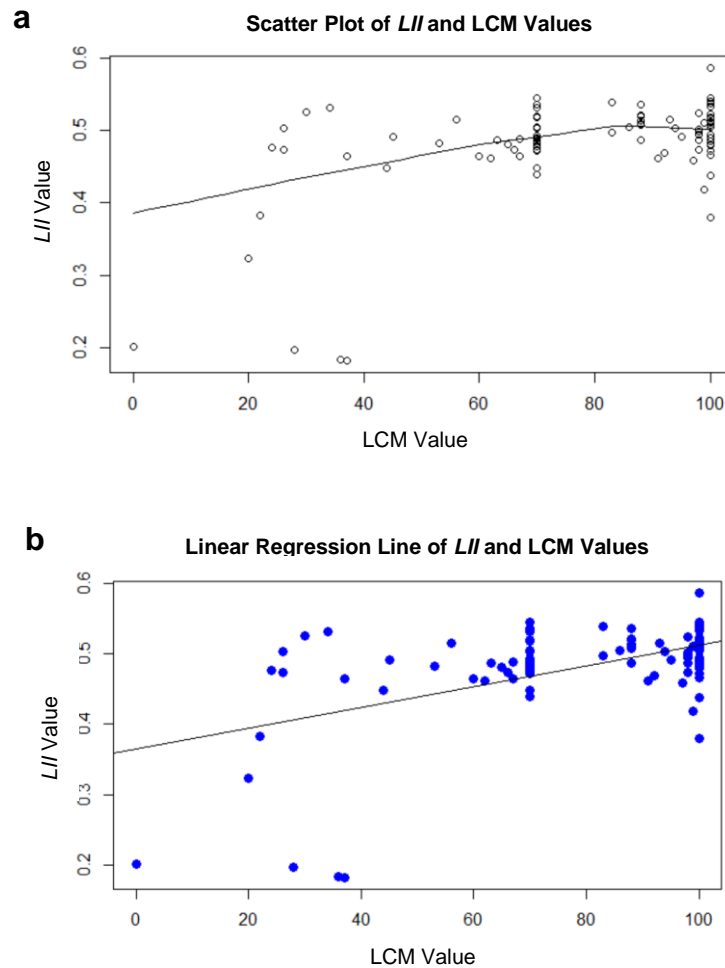 a
Scatter Plot of LII and LCM Values
0.6
0.5
0.4
0.3
0.2
LII Value
0 20 40 60 80 100
LCM Value
b
Linear Regression Line of LII and LCM Values
0.6
0.5
0.4
0.3
0.2
LII Value
0 20 40 60 80 100
LCM Value